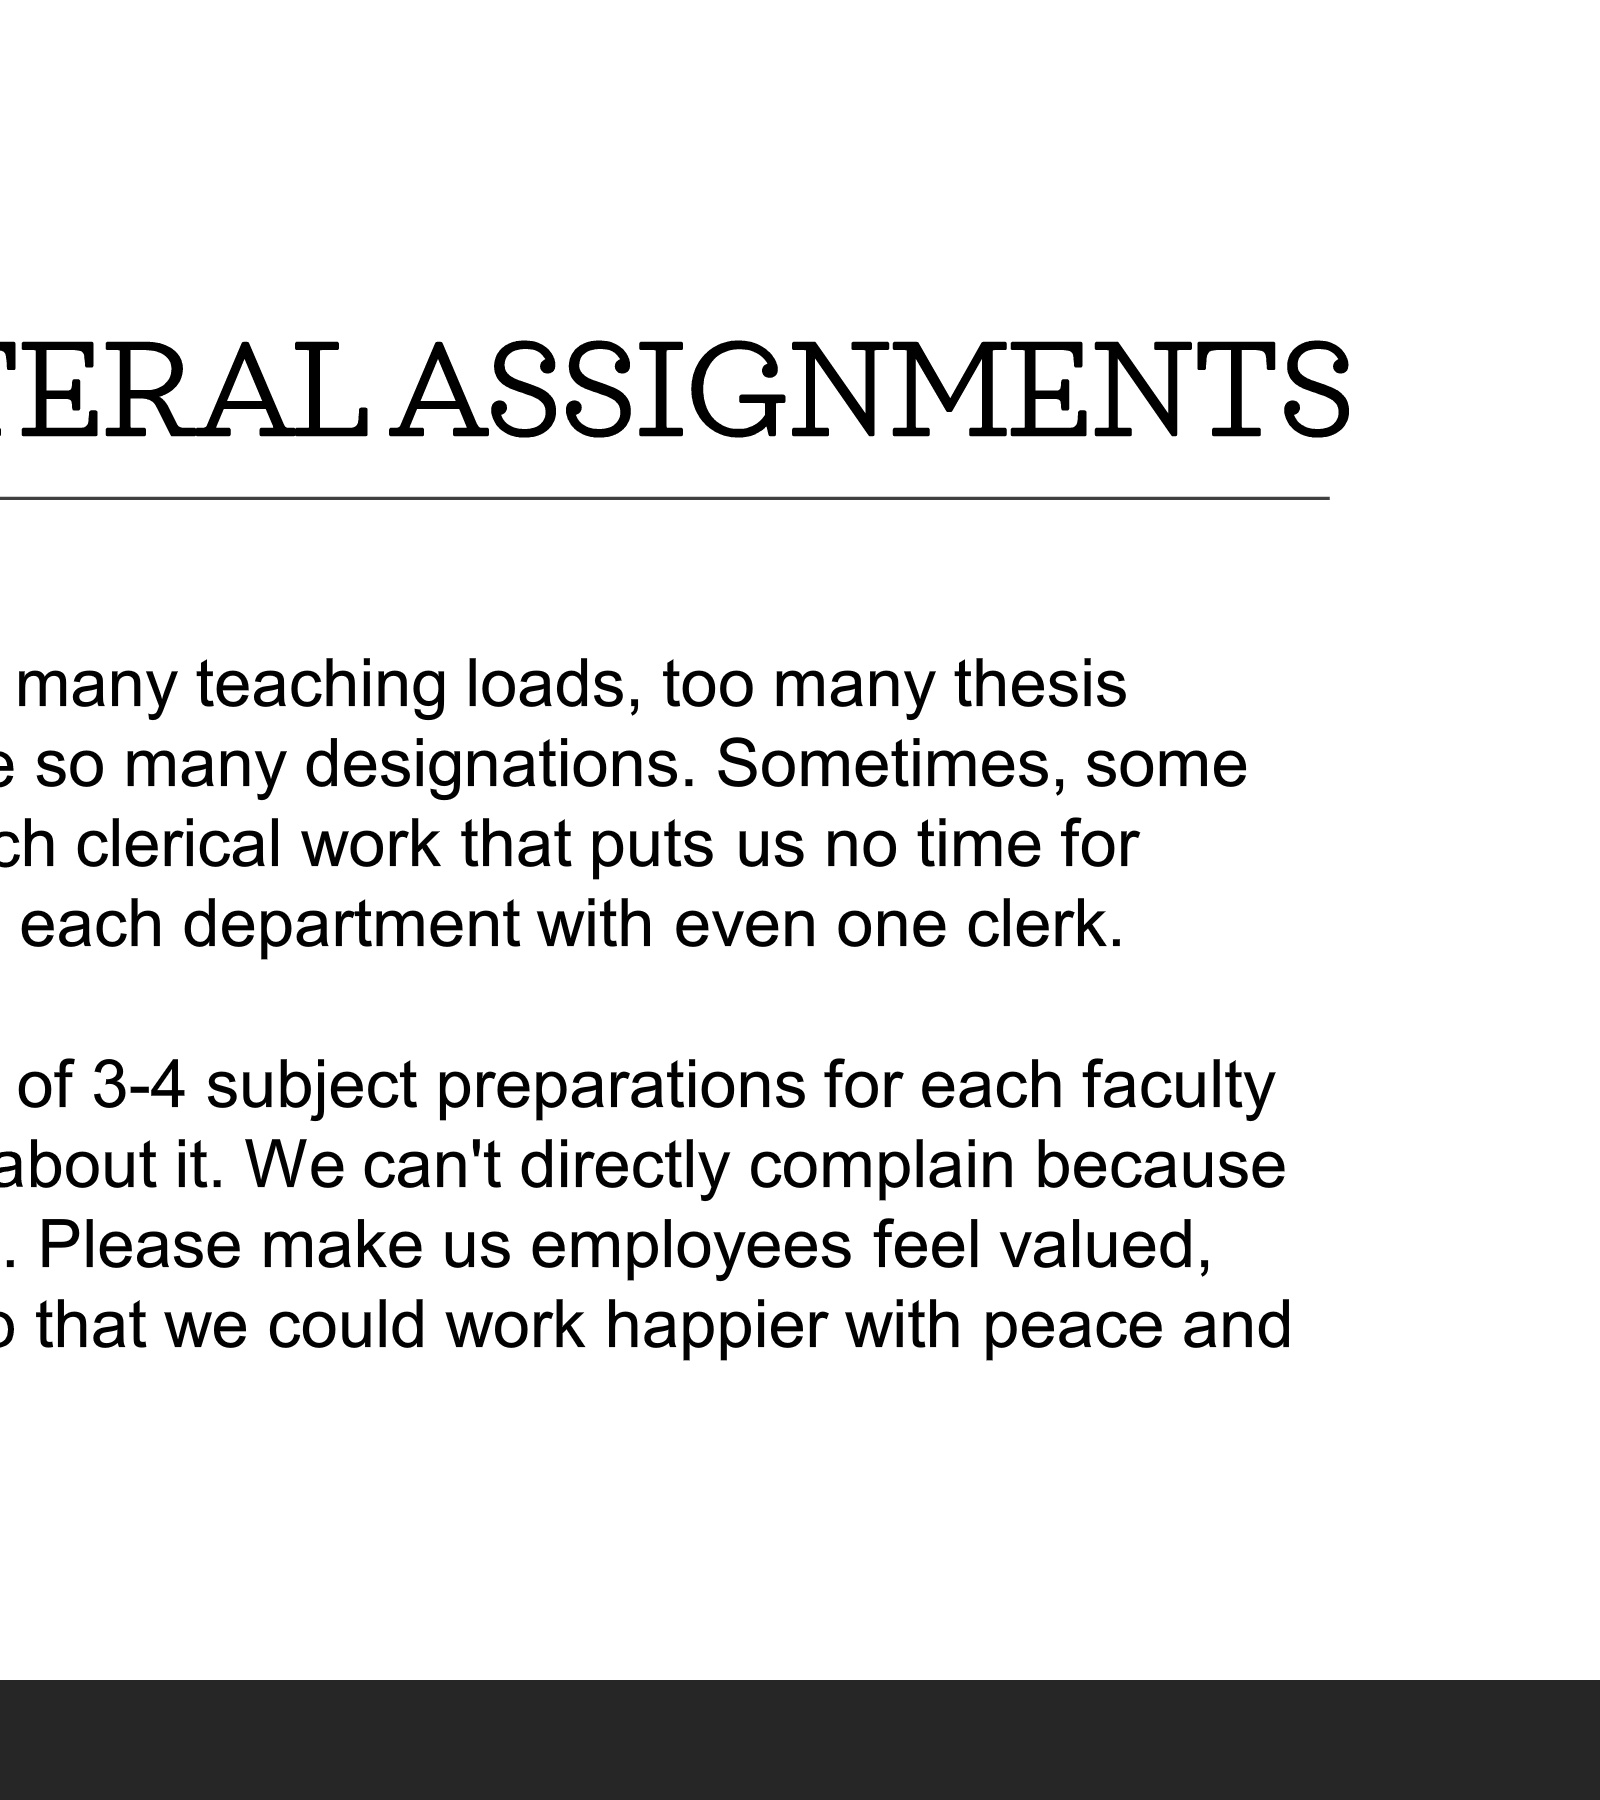 TERAL ASSIGNMENTS
many teaching loads, too many thesis
e so many designations. Sometimes, some
ch clerical work that puts us no time for
each department with even one clerk.
of 3-4 subject preparations for each faculty
about it. We can't directly complain because
. Please make us employees feel valued,
o that we could work happier with peace and